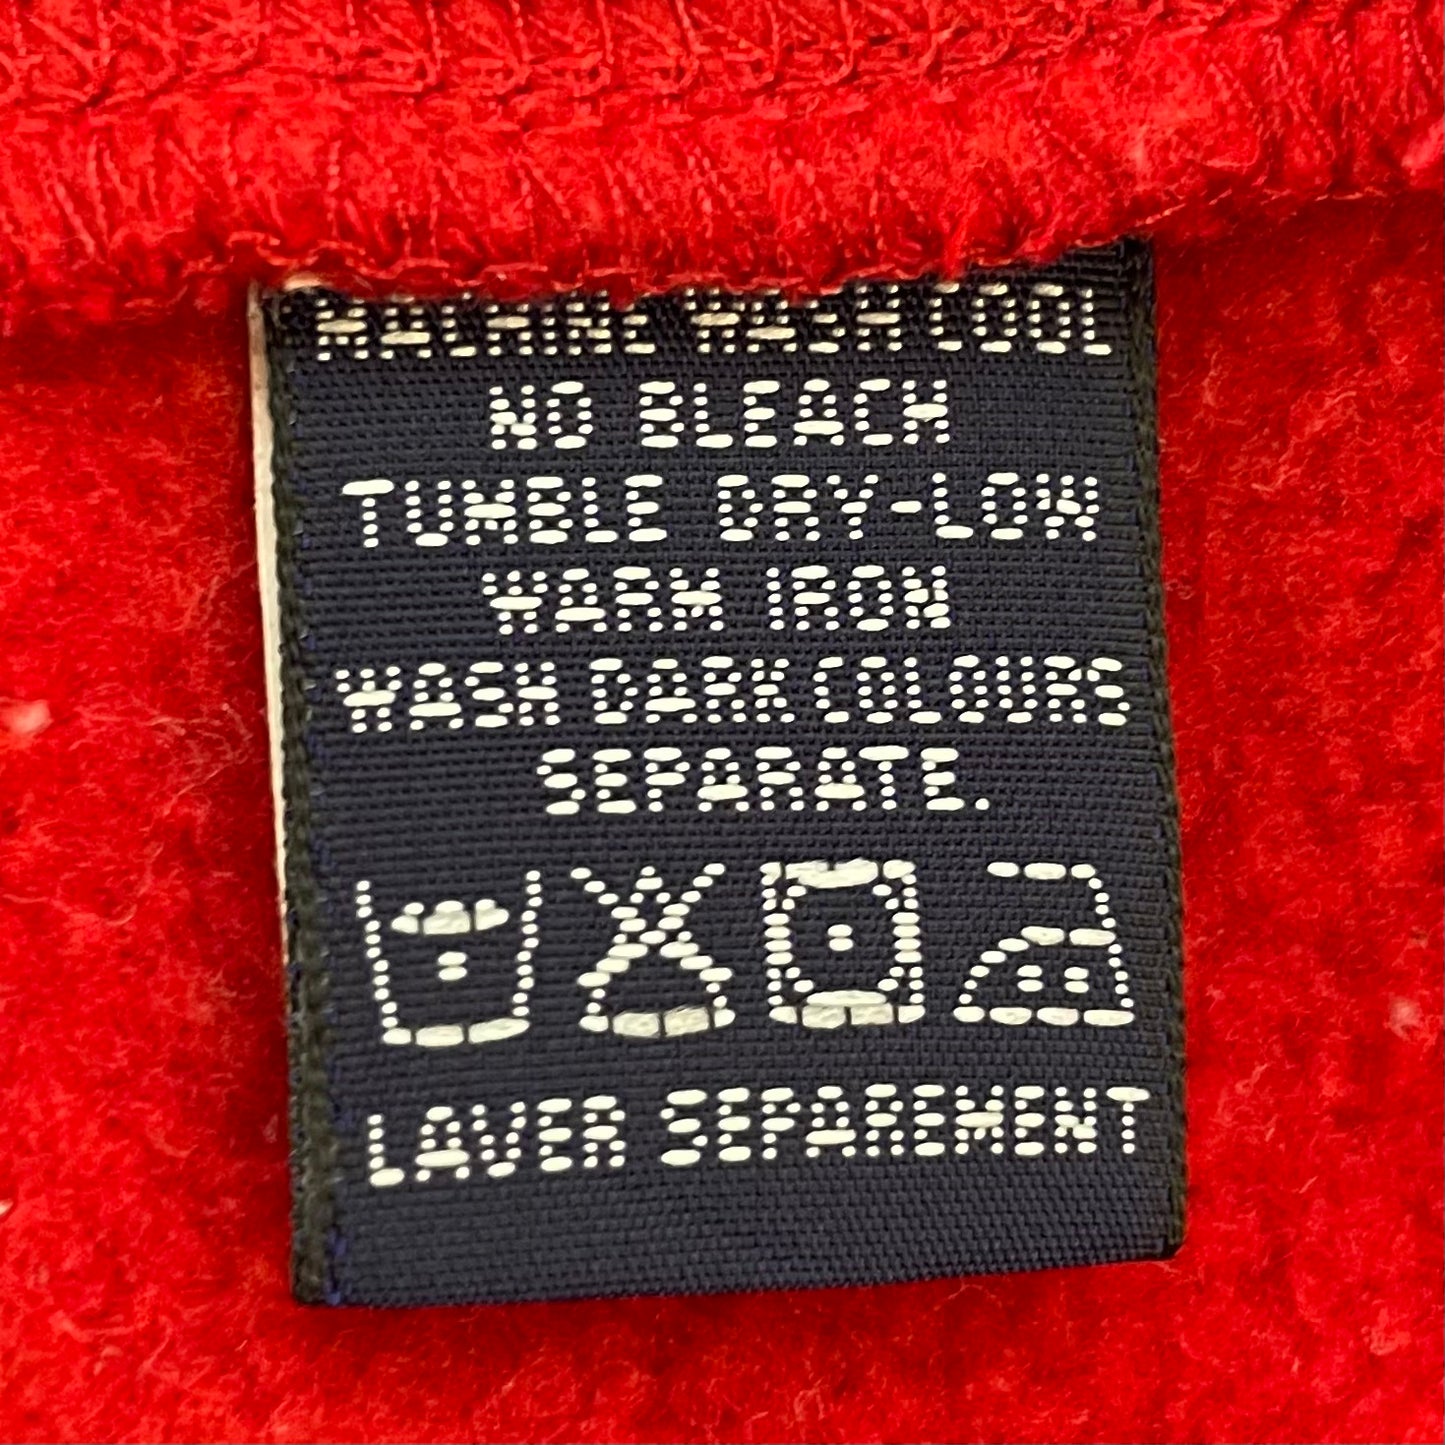 MACHINE WASH COOL
NO BLEACH
TUMBLE DRY-LOW
WARM IRON
WASH DARK COLOURS
SEPARATE.
LAVER SEPAREMENT